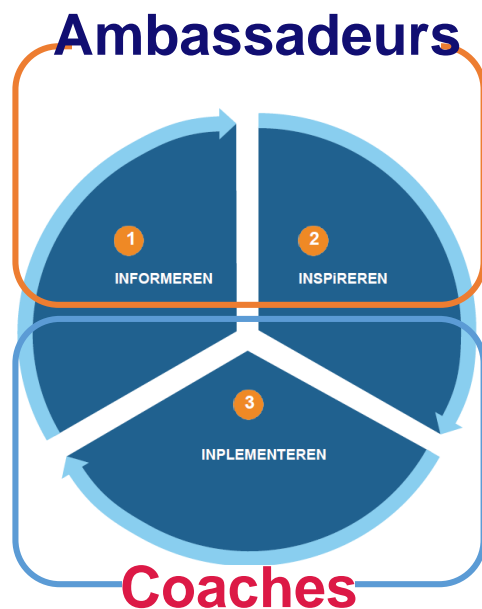 Ambassadeurs
1
2
INFORMEREN
INSPiREREN
3
INPLEMENTEREN
Coaches